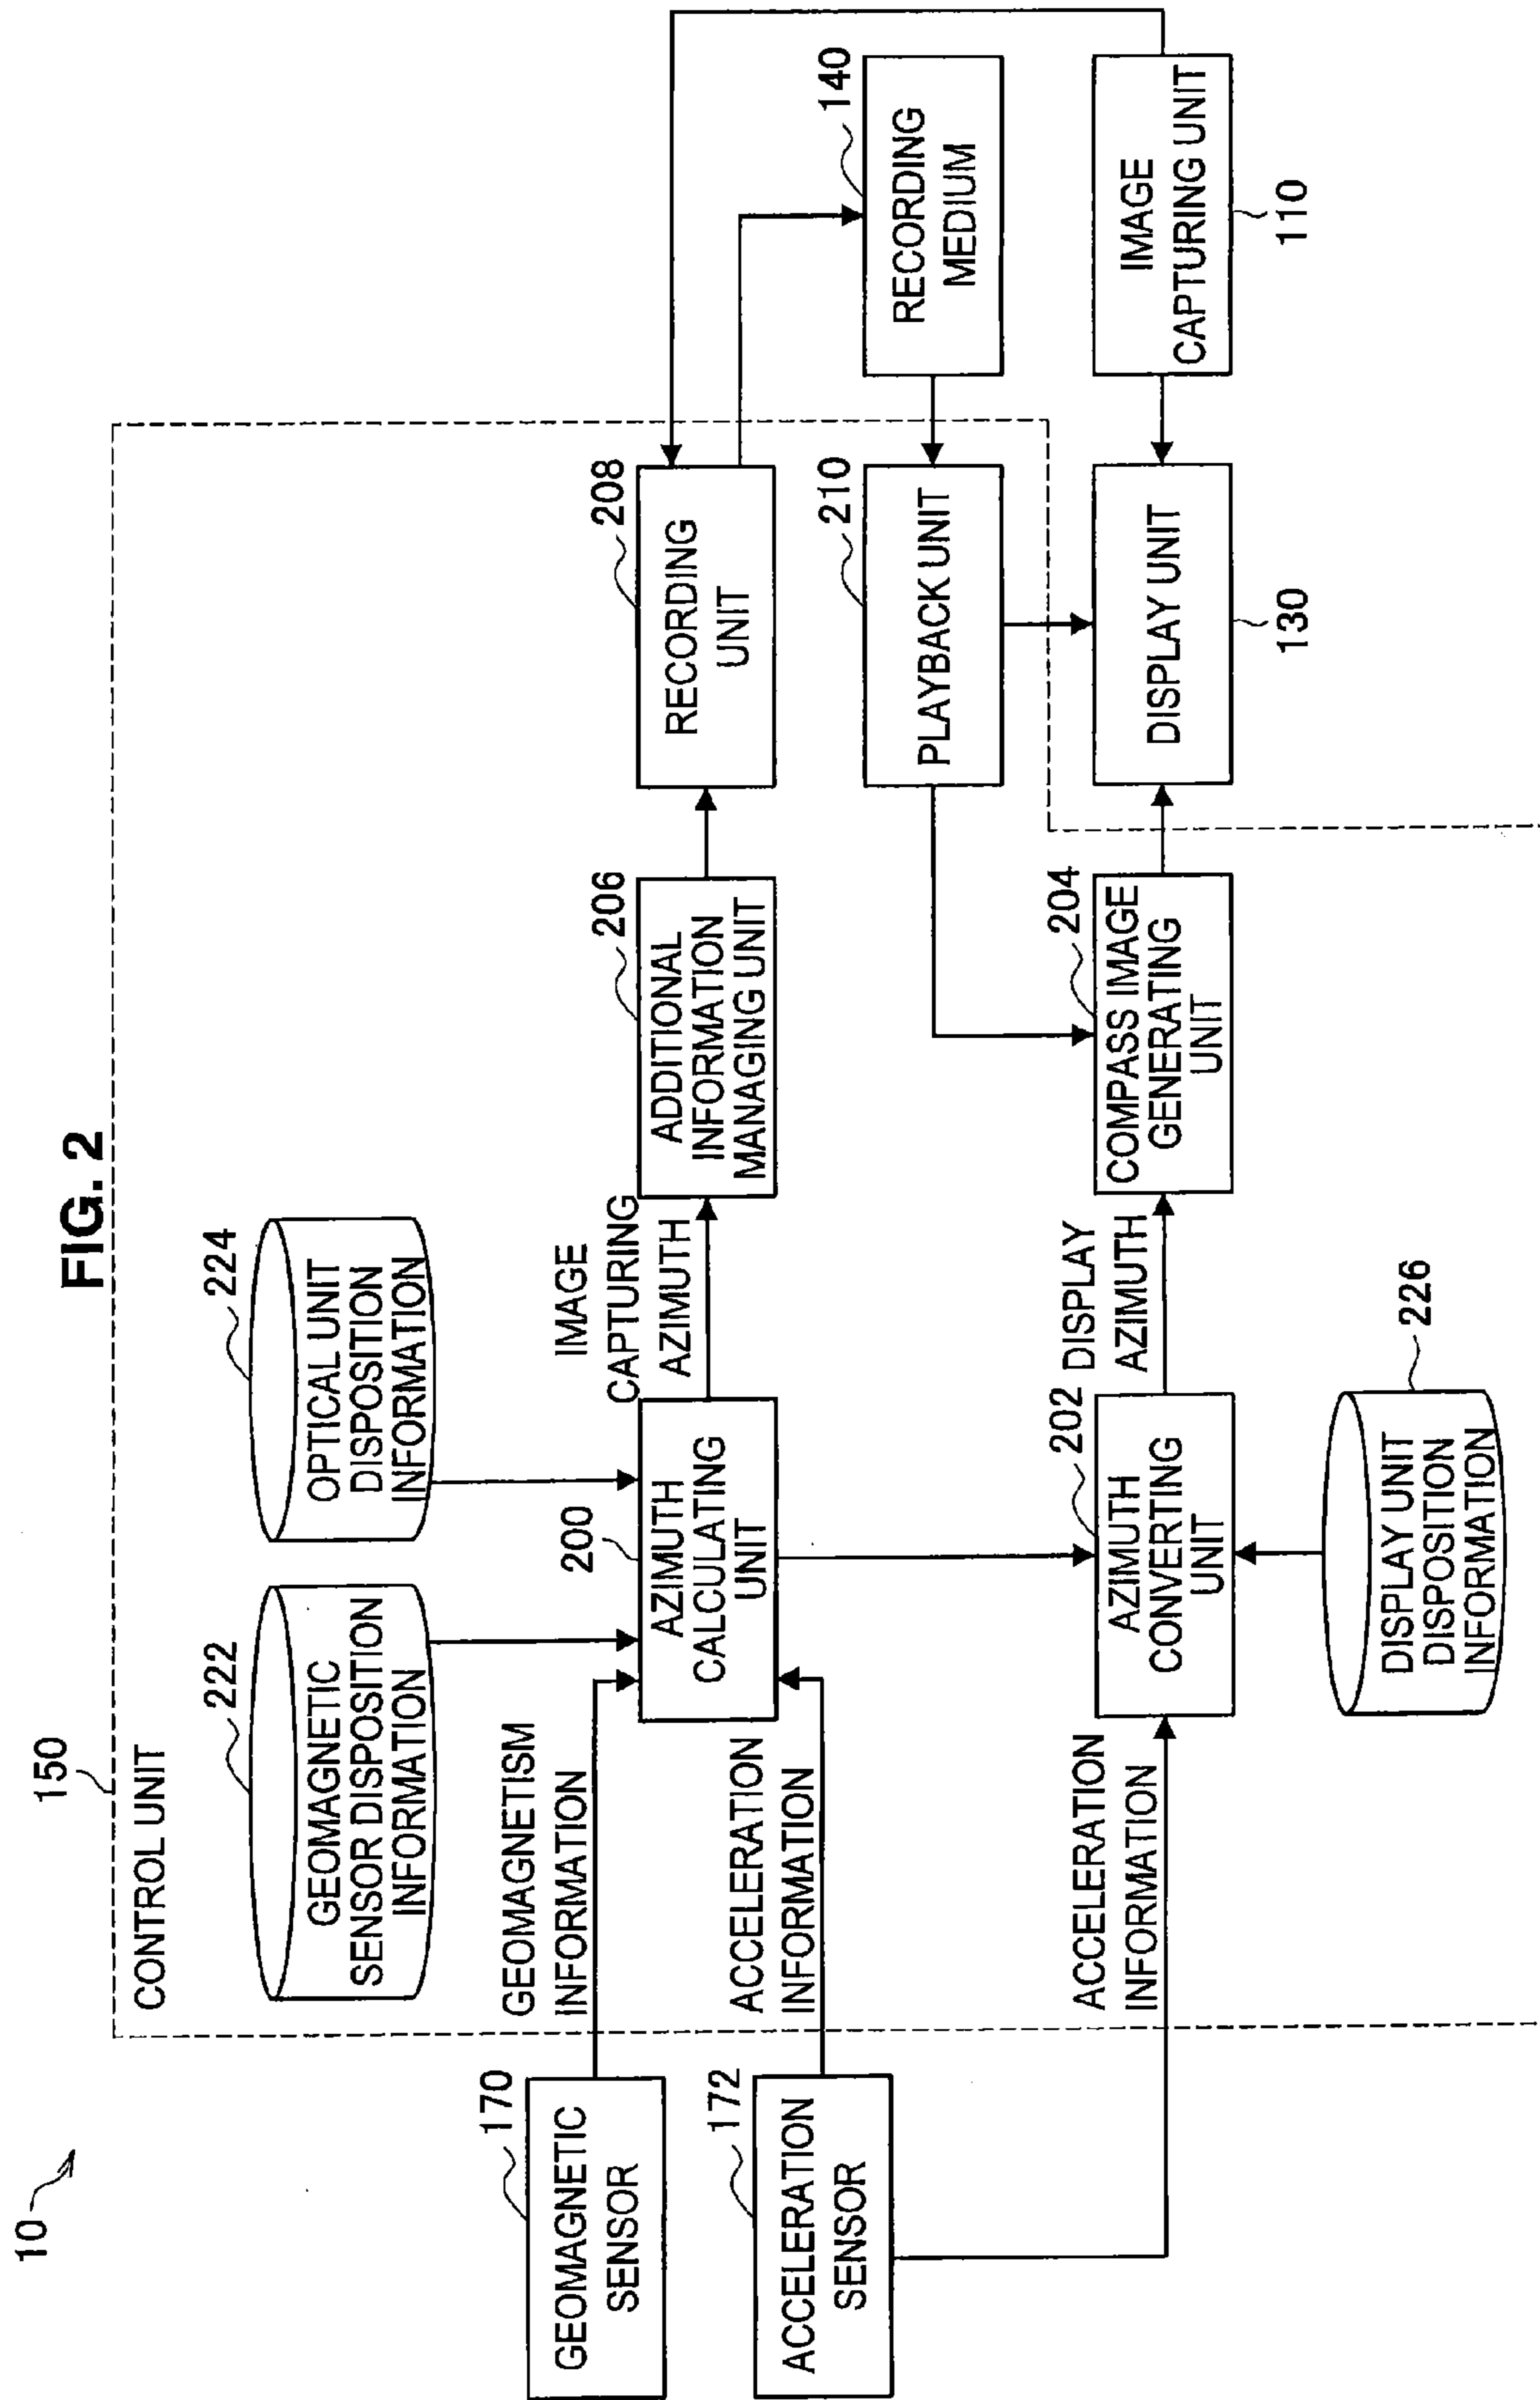 FIG. 2
10
150
CONTROL UNIT
222
GEOMAGNETIC
SENSOR DISPOSITION
INFORMATION
224
OPTICAL UNIT
DISPOSITION
INFORMATION
170
GEOMAGNETIC
SENSOR
GEOMAGNETISM
INFORMATION
200
AZIMUTH
CALCULATING
UNIT
IMAGE
CAPTURING
AZIMUTH
206
ADDITIONAL
INFORMATION
MANAGING UNIT
208
RECORDING
UNIT
172
ACCELERATION
SENSOR
ACCELERATION
INFORMATION
210
PLAYBACK UNIT
140
RECORDING
MEDIUM
ACCELERATION
INFORMATION
202
AZIMUTH
CONVERTING
UNIT
DISPLAY
AZIMUTH
204
COMPASS IMAGE
GENERATING
UNIT
DISPLAY UNIT
130
IMAGE
CAPTURING UNIT
110
226
DISPLAY UNIT
DISPOSITION
INFORMATION